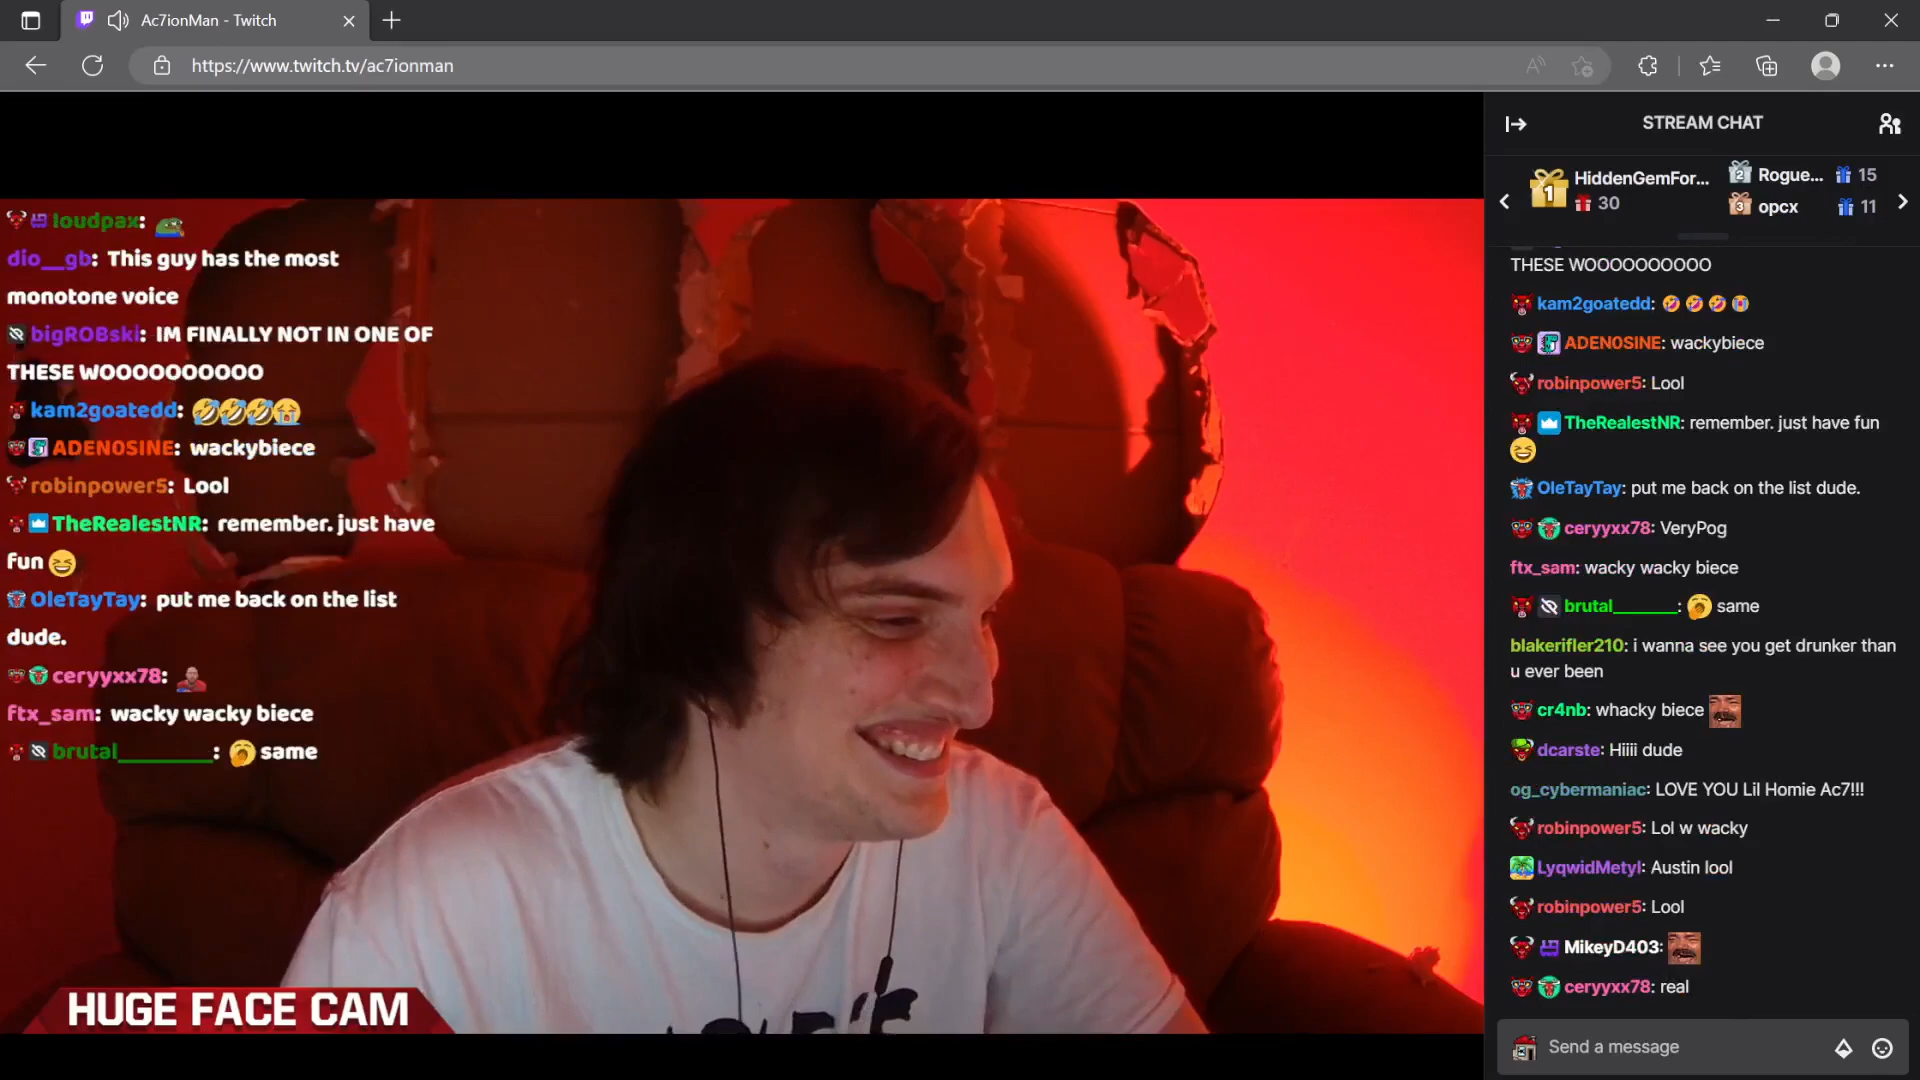 Ac7ionMan - Twitch
https://www.twitch.tv/ac7ionman
loudpax:
dio__gb: This guy has the most
monotone voice
bigROBski: IM FINALLY NOT IN ONE OF
THESE WOOOOOOOOOO
kam2goatedd:
ADEN0SINE: wackybiece
robinpower5: Lool
TheRealestNR: remember. just have
fun
OleTayTay: put me back on the list
dude.
ceryyxx78:
ftx_sam: wacky wacky biece
brutal_______: same
HUGE FACE CAM
STREAM CHAT
1
HiddenGemFor...
30
2
Rogue...
15
3
opcx
11
THESE WOOOOOOOOOO
kam2goatedd:
ADEN0SINE: wackybiece
robinpower5: Lool
TheRealestNR: remember. just have fun
OleTayTay: put me back on the list dude.
ceryyxx78: VeryPog
ftx_sam: wacky wacky biece
brutal_______: same
blakerifler210: i wanna see you get drunker than
u ever been
cr4nb: whacky biece
dcarste: Hiiii dude
og_cybermaniac: LOVE YOU Lil Homie Ac7!!!
robinpower5: Lol w wacky
LyqwidMetyl: Austin lool
robinpower5: Lool
MikeyD403:
ceryyxx78: real
Send a message